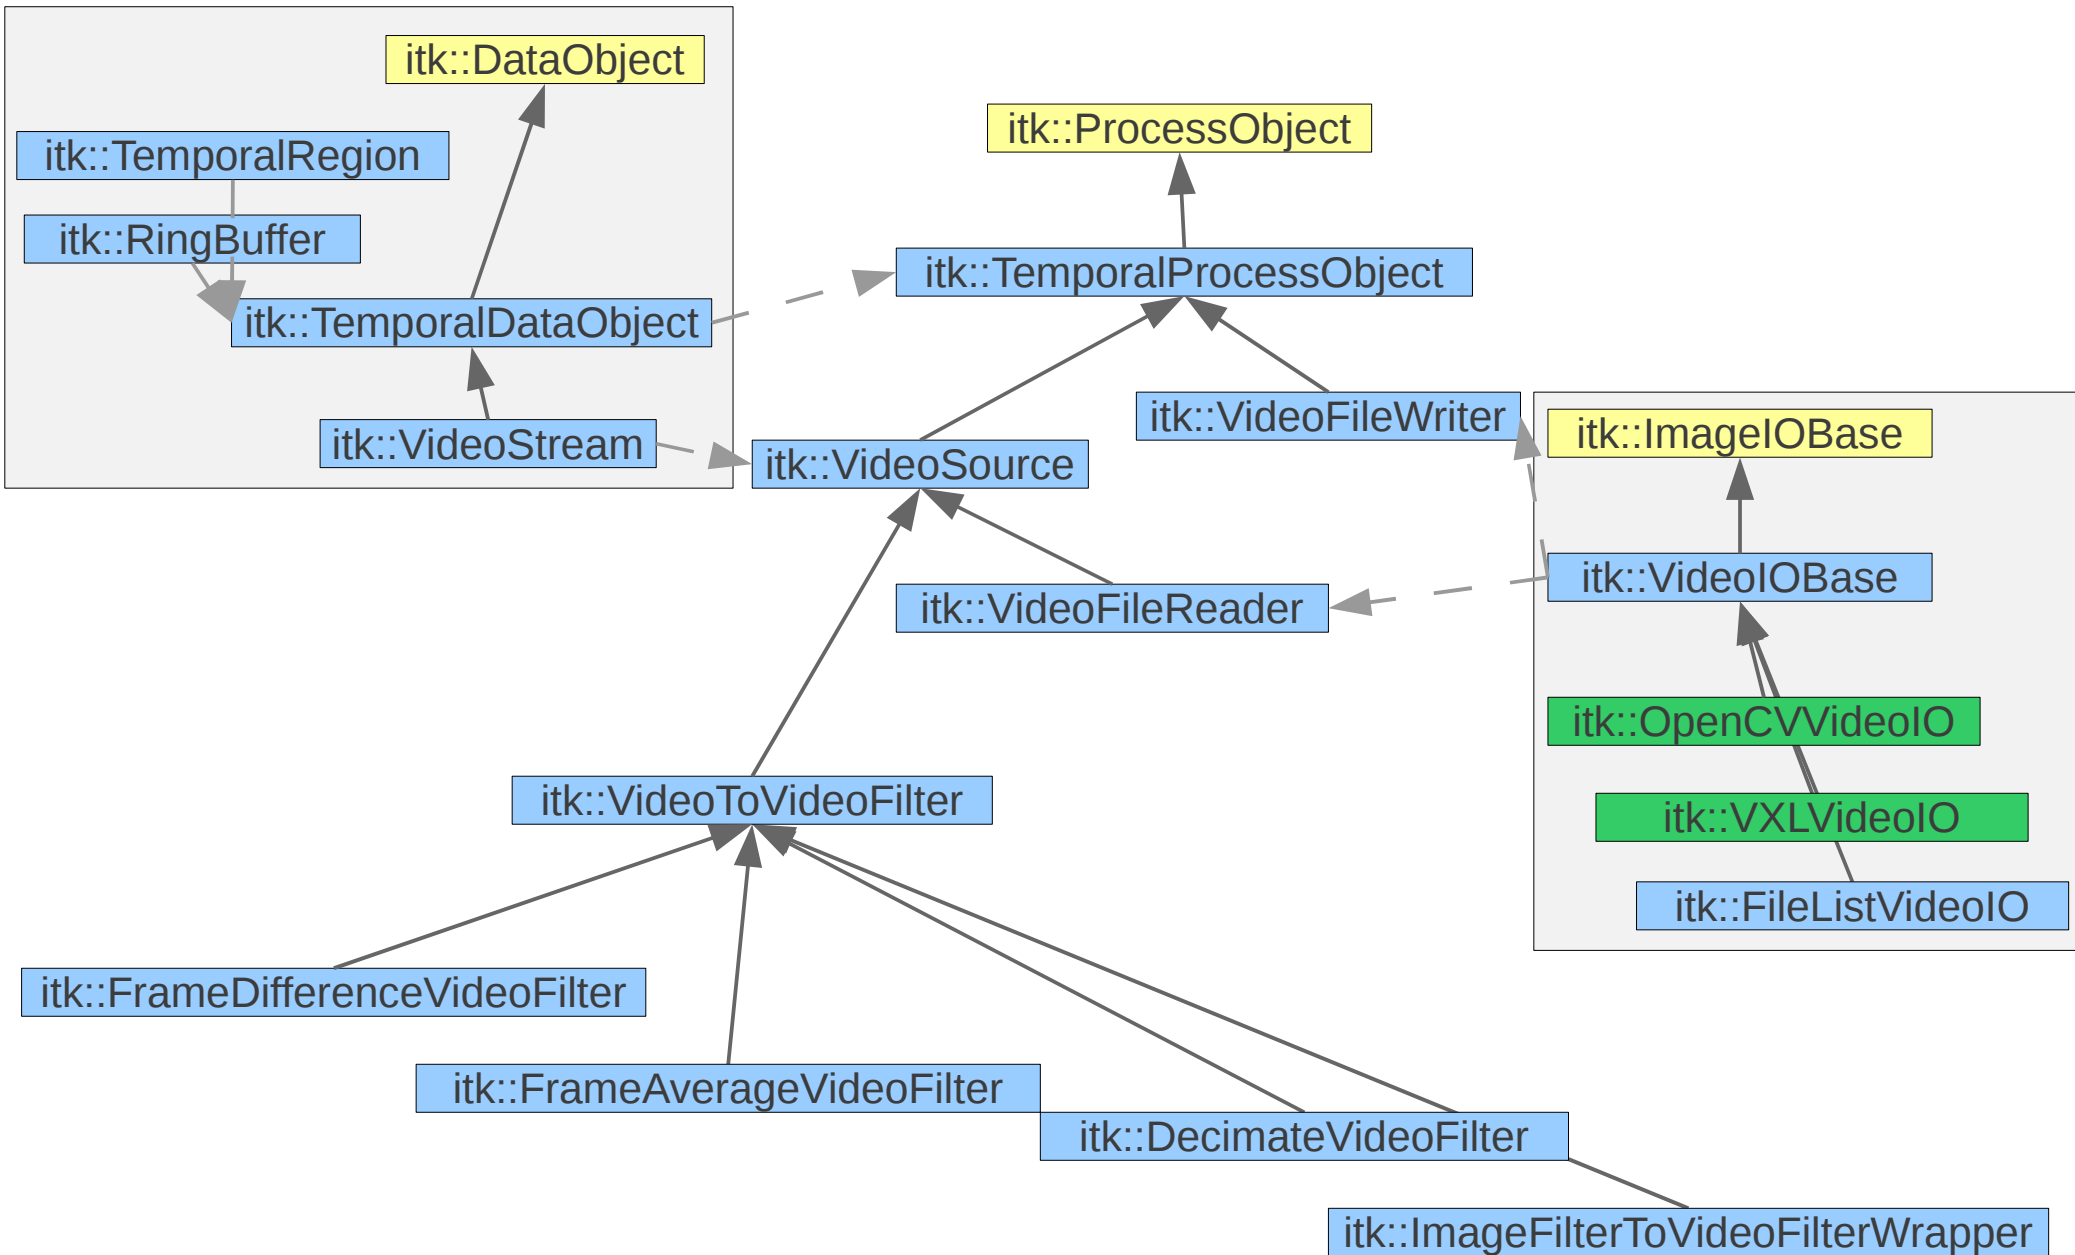 itk::DataObject
itk::ProcessObject
itk::TemporalRegion
itk::RingBuffer
itk::TemporalProcessObject
itk::TemporalDataObject
itk::VideoFileWriter
itk::ImageIOBase
itk::VideoStream
itk::VideoSource
itk::VideoIOBase
itk::VideoFileReader
itk::OpenCVVideoIO
itk::VideoToVideoFilter
itk::VXLVideoIO
itk::FileListVideoIO
itk::FrameDifferenceVideoFilter
itk::FrameAverageVideoFilter
itk::DecimateVideoFilter
itk::ImageFilterToVideoFilterWrapper